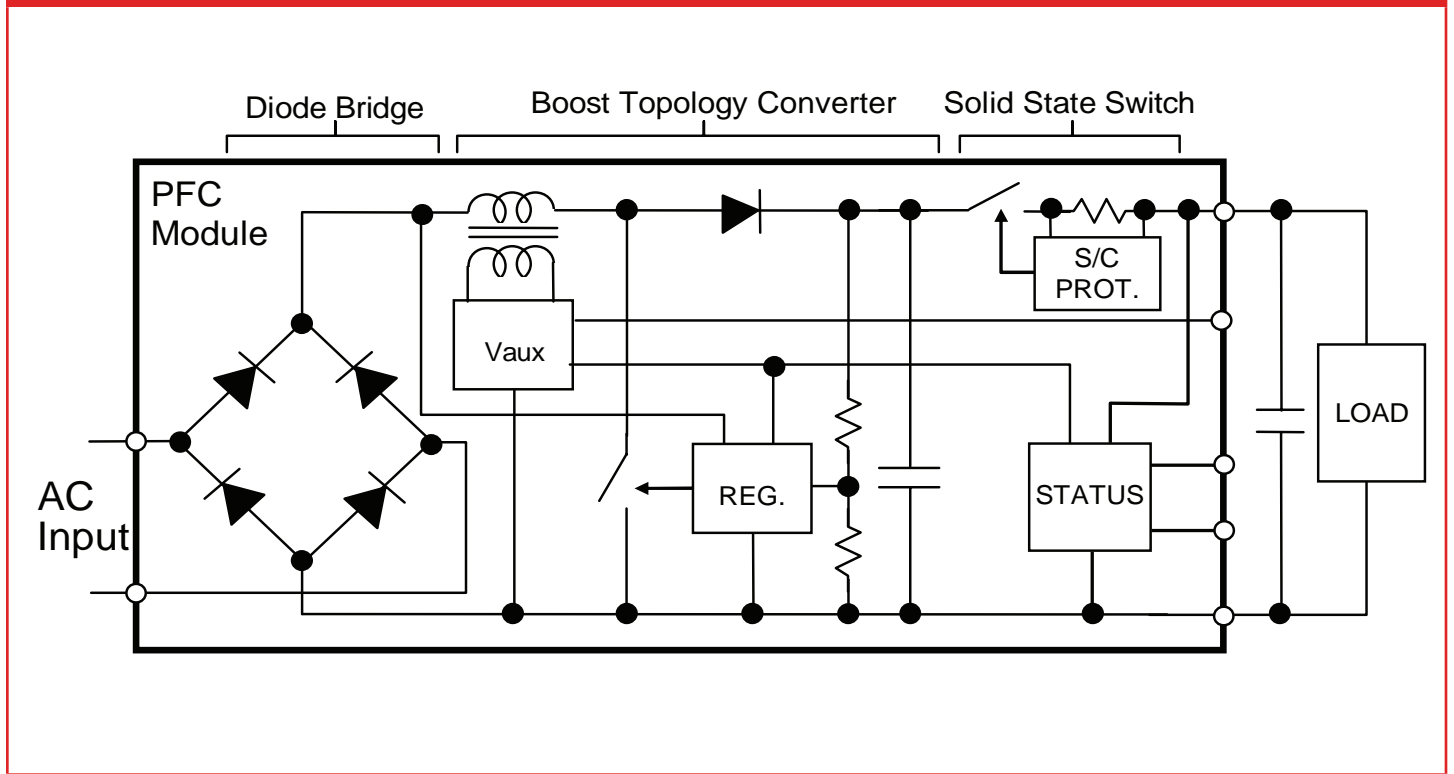 Diode Bridge
Boost Topology Converter
Solid State Switch
PFC
Module
S/C
PROT.
Vaux
LOAD
REG.
STATUS
AC
Input